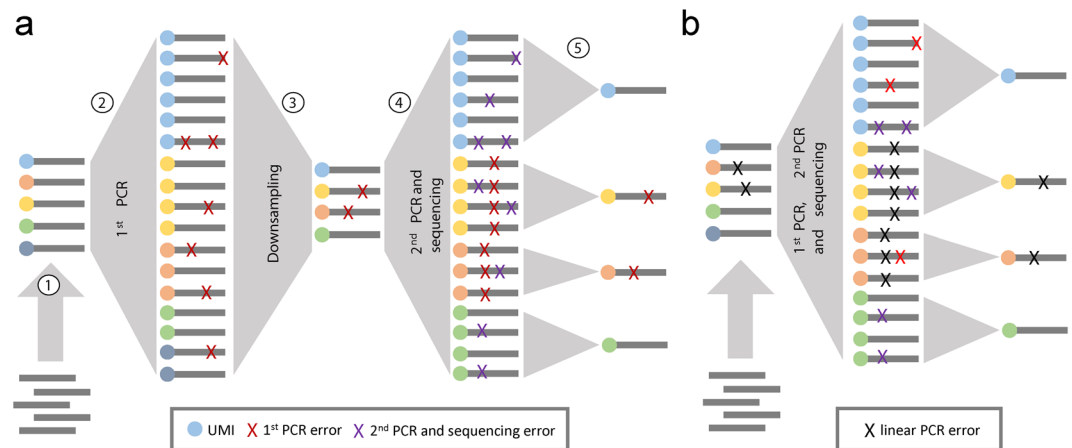 a
1
2
1st PCR
3
Downsampling
4
2nd PCR and
sequencing
5
UMI
X 1st PCR error
X 2nd PCR and sequencing error
b
1st PCR, 2nd PCR
and sequencing
X linear PCR error